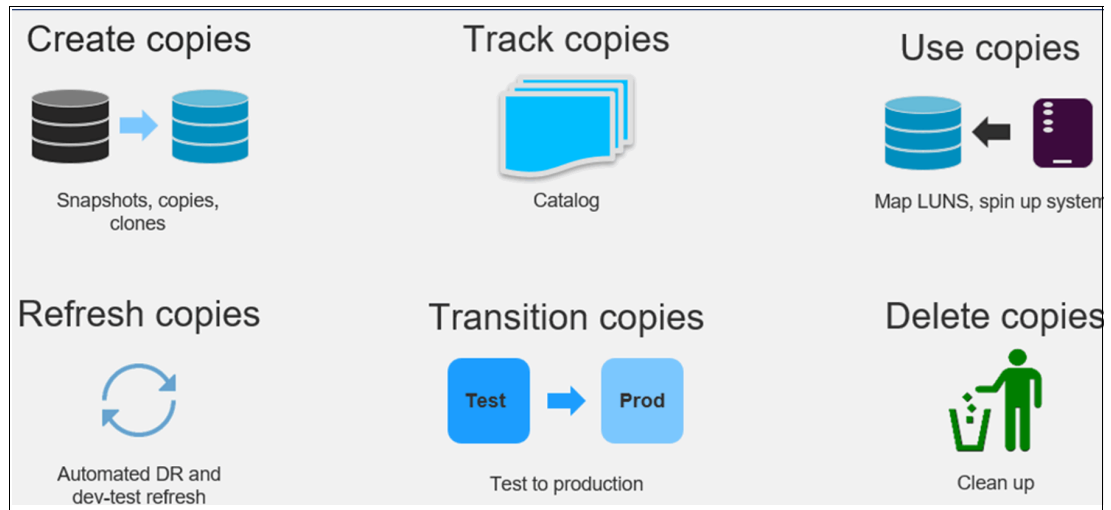 Create copies
Track copies
Use copies
Snapshots, copies,
clones
Catalog
Map LUNS, spin up system
Refresh copies
Transition copies
Delete copies
Test
Prod
Automated DR and
dev-test refresh
Test to production
Clean up